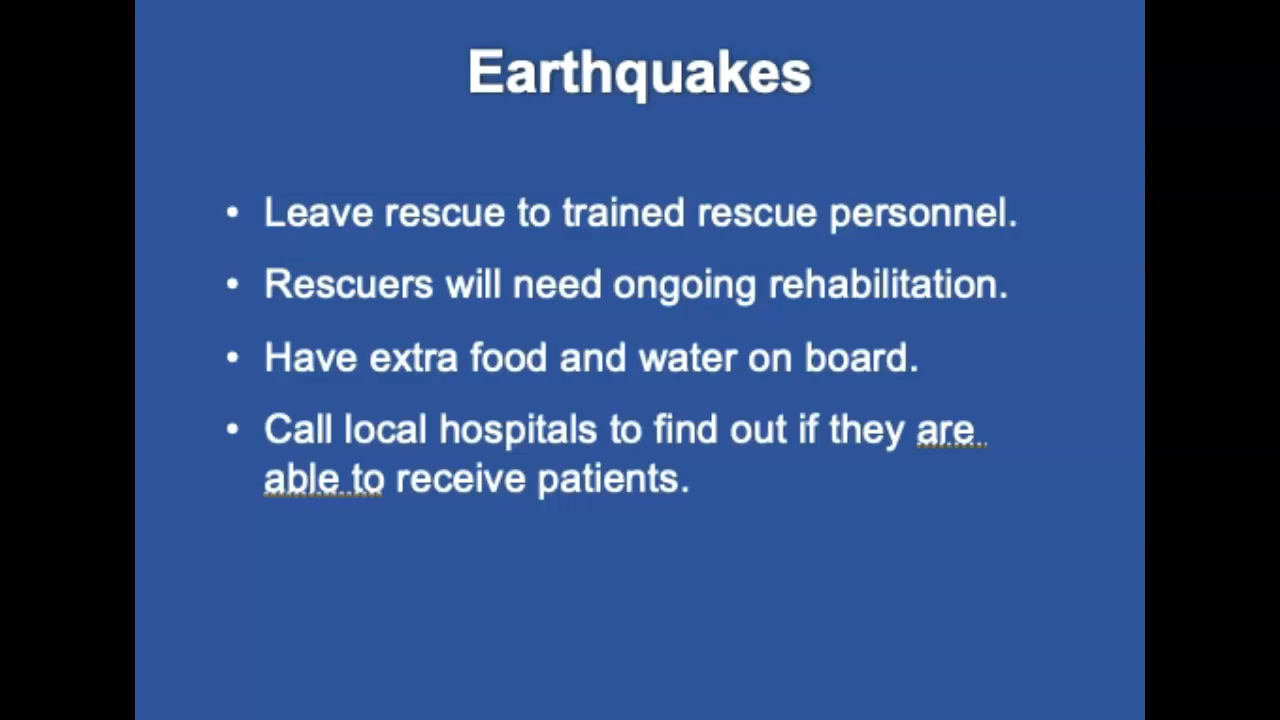 Earthquakes
• Leave rescue to trained rescue personnel.
• Rescuers will need ongoing rehabilitation.
• Have extra food and water on board.
• Call local hospitals to find out if they are
able to receive patients.